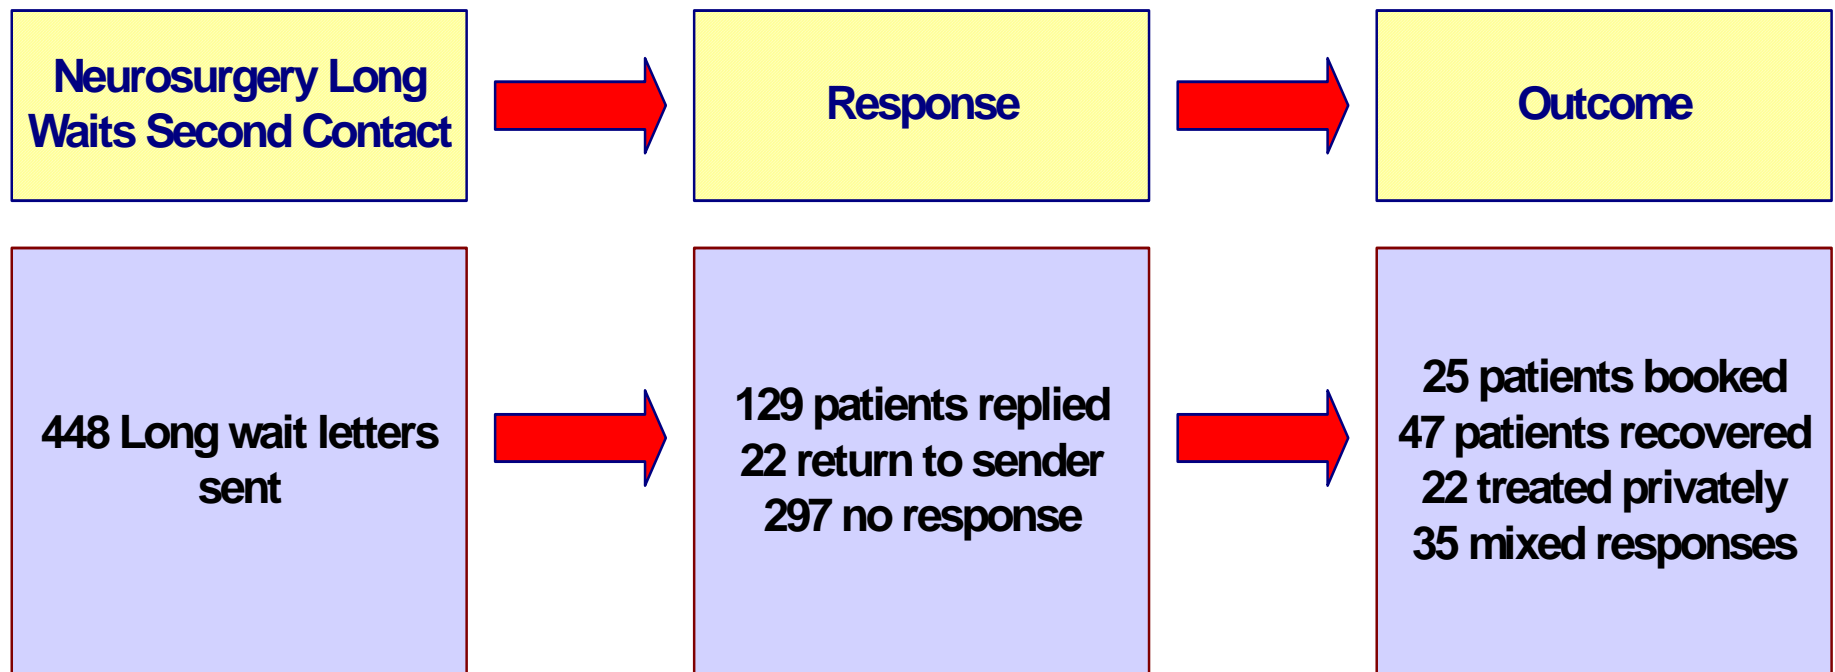 Neurosurgery Long
Waits Second Contact
Response
Outcome
448 Long wait letters
sent
129 patients replied
22 return to sender
297 no response
25 patients booked
47 patients recovered
22 treated privately
35 mixed responses